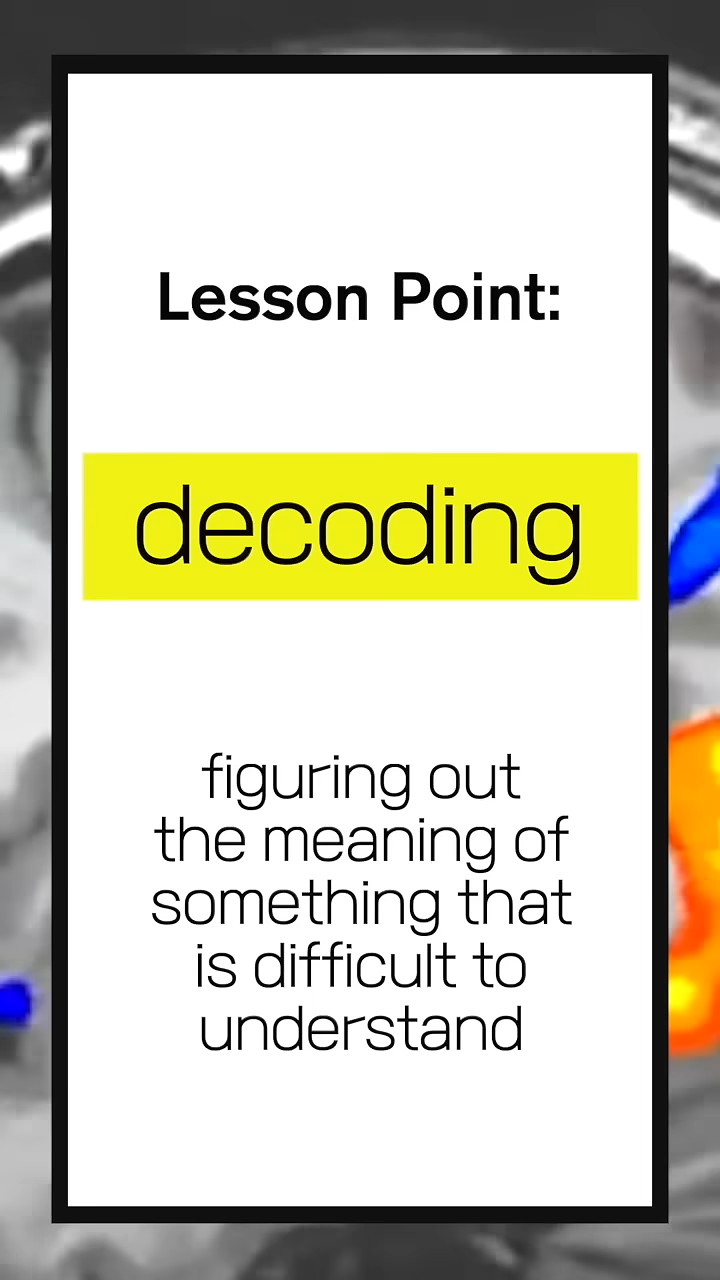 Lesson Point:
decoding
figuring out
the meaning of
something that
is difficult to
understand